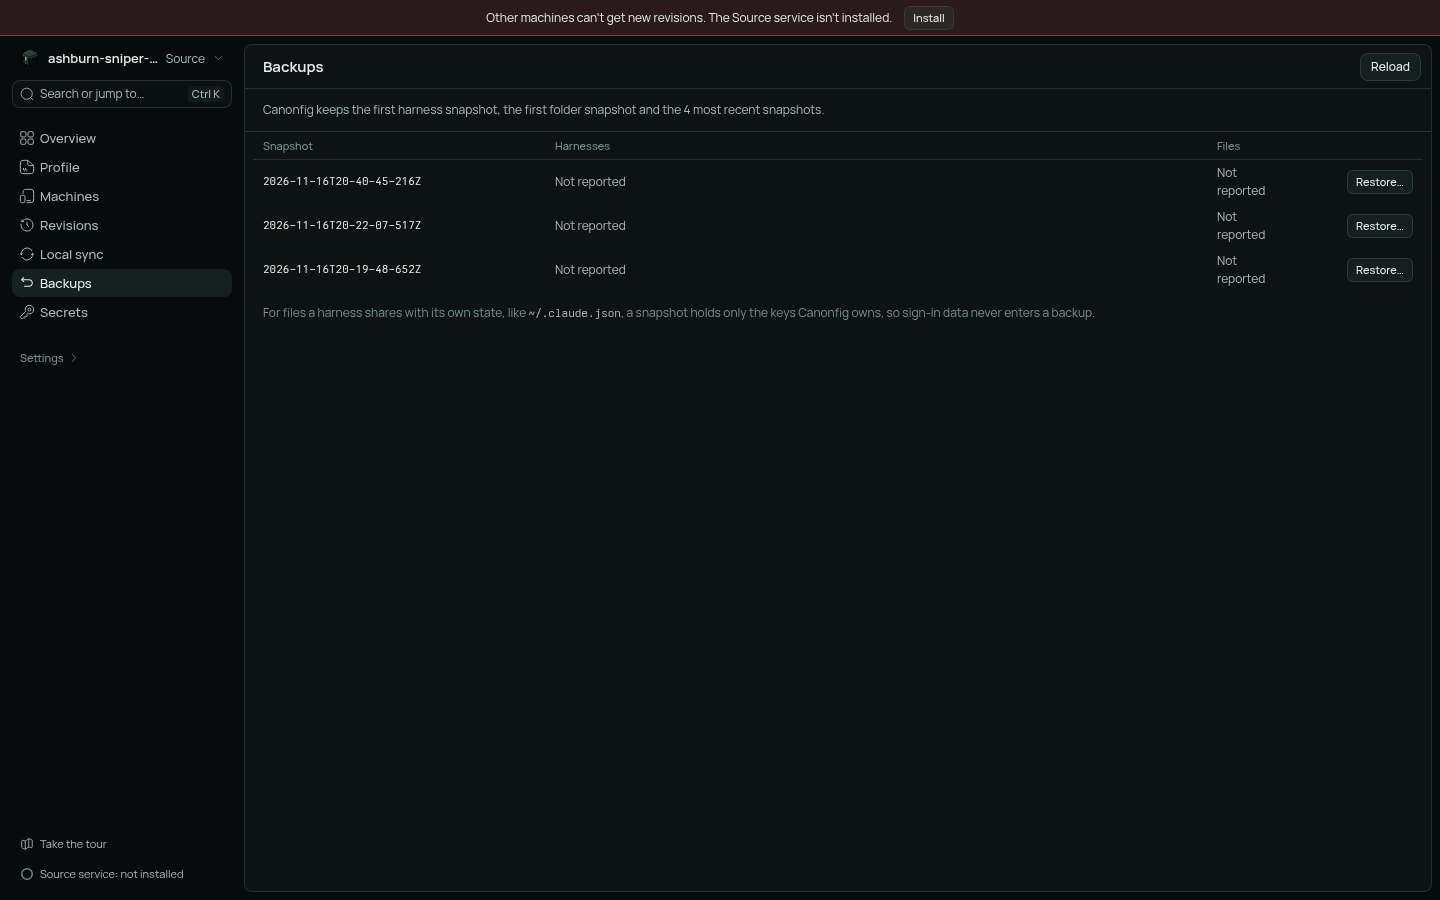 Other machines can't get new revisions. The Source service isn't installed.
Install
ashburn-sniper-… Source
Search or jump to… Ctrl K
Overview
Profile
Machines
Revisions
Local sync
Backups
Secrets
Settings
Take the tour
Source service: not installed
Backups
Reload
Canonfig keeps the first harness snapshot, the first folder snapshot and the 4 most recent snapshots.
Snapshot Harnesses Files
2026-11-16T20-40-45-216Z Not reported Not reported Restore…
2026-11-16T20-22-07-517Z Not reported Not reported Restore…
2026-11-16T20-19-48-652Z Not reported Not reported Restore…
For files a harness shares with its own state, like ~/.claude.json, a snapshot holds only the keys Canonfig owns, so sign-in data never enters a backup.